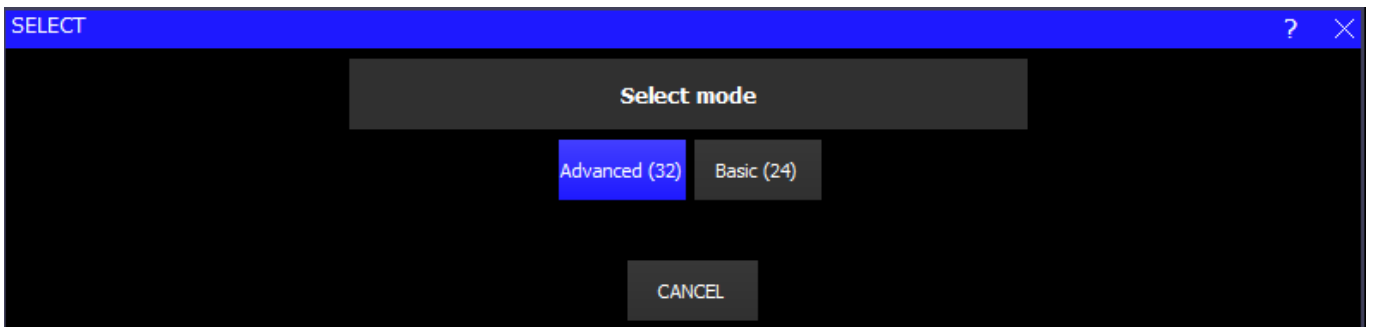 SELECT ?
Select mode
Advanced (32) Basic (24)
CANCEL